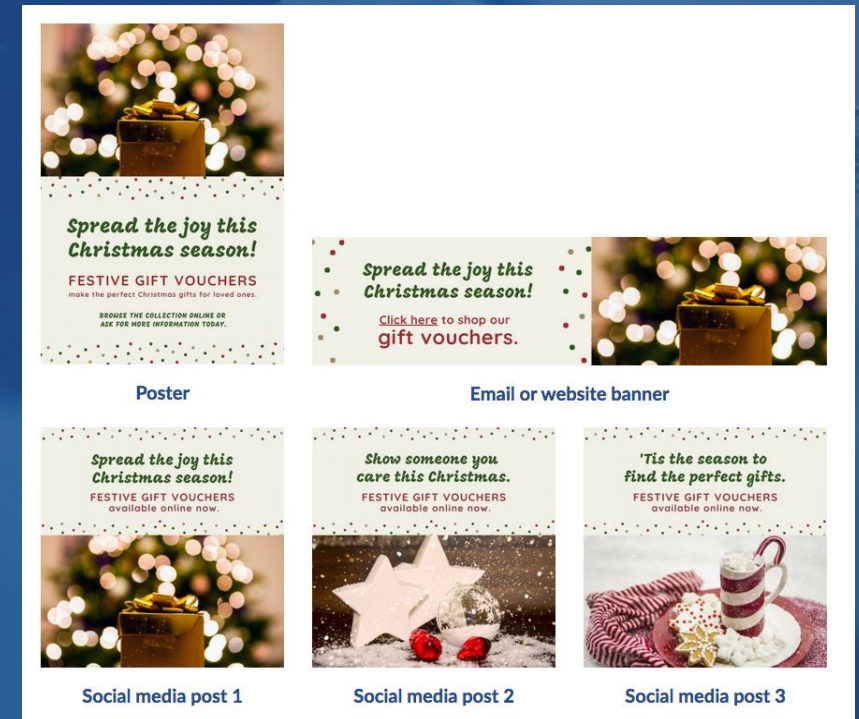 Spread the joy this
Christmas season!
FESTIVE GIFT VOUCHERS
make the perfect Christmas gifts for loved ones.
BROWSE THE COLLECTION ONLINE OR
ASK FOR MORE INFORMATION TODAY.
Poster
Spread the joy this
Christmas season!
Click here to shop our
gift vouchers.
Email or website banner
Spread the joy this
Christmas season!
FESTIVE GIFT VOUCHERS
available online now.
Social media post 1
Show someone you
care this Christmas.
FESTIVE GIFT VOUCHERS
available online now.
Social media post 2
'Tis the season to
find the perfect gifts.
FESTIVE GIFT VOUCHERS
available online now.
Social media post 3